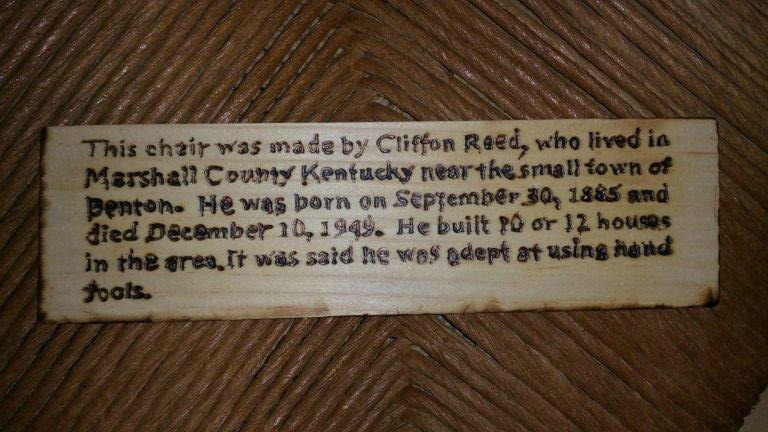 This chair was made by Cliffon Reed, who lived in
Marshall County Kentucky near the small town of
Benton. He was born on September 30, 1885 and
died December 10, 1949. He built 10 or 12 houses
in the area. It was said he was adept at using hand
tools.